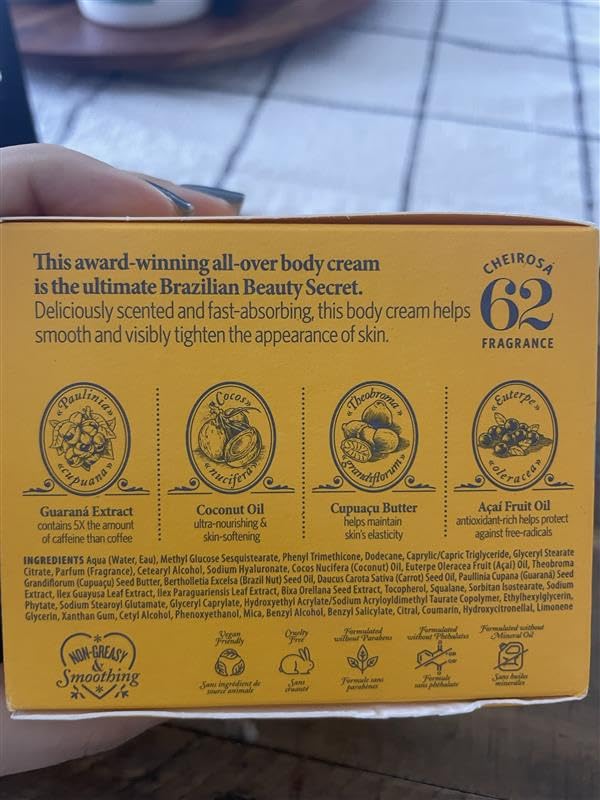 This award-winning all-over body cream
is the ultimate Brazilian Beauty Secret.
Deliciously scented and fast-absorbing, this body cream helps
smooth and visibly tighten the appearance of skin.
CHEIROSA
62
FRAGRANCE
«Paulinia»
«cupuana»
Guaraná Extract
contains 5X the amount
of caffeine than coffee
«Cocos»
«nucifera»
Coconut Oil
ultra-nourishing &
skin-softening
«Theobroma»
«grandiflorum»
Cupuaçu Butter
helps maintain
skin's elasticity
«Euterpe»
«oleracea»
Açaí Fruit Oil
antioxidant-rich helps protect
against free-radicals
INGREDIENTS Aqua (Water, Eau), Methyl Glucose Sesquistearate, Phenyl Trimethicone, Dodecane, Caprylic/Capric Triglyceride, Glyceryl Stearate
Citrate, Parfum (Fragrance), Cetearyl Alcohol, Sodium Hyaluronate, Cocos Nucifera (Coconut) Oil, Euterpe Oleracea Fruit (Açaí) Oil, Theobroma
Grandiflorum (Cupuaçu) Seed Butter, Bertholletia Excelsa (Brazil Nut) Seed Oil, Daucus Carota Sativa (Carrot) Seed Oil, Paullinia Cupana (Guaraná) Seed
Extract, Ilex Guayusa Leaf Extract, Ilex Paraguariensis Leaf Extract, Bixa Orellana Seed Extract, Tocopherol, Squalane, Sorbitan Isostearate, Sodium
Phytate, Sodium Stearoyl Glutamate, Glyceryl Caprylate, Hydroxyethyl Acrylate/Sodium Acryloyldimethyl Taurate Copolymer, Ethylhexylglycerin,
Glycerin, Xanthan Gum, Cetyl Alcohol, Phenoxyethanol, Mica, Benzyl Alcohol, Benzyl Salicylate, Citral, Coumarin, Hydroxycitronellal, Limonene
NON-GREASY
&
Smoothing
Vegan
Friendly
Sans ingrédient de
source animale
Cruelty
Free
Sans
cruauté
Formulated
without Parabens
Formule sans
parabènes
Formulated
without Phthalates
Formule
sans phthalate
Formulated without
Mineral Oil
Sans huiles
minérales